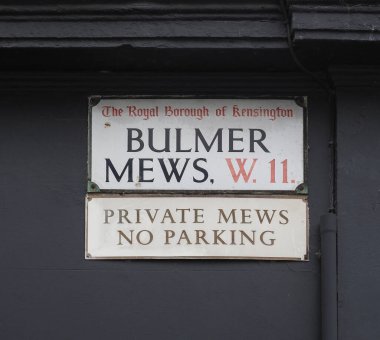 The Royal Borough of Kensington
BULMER
MEWS, W. 11.
PRIVATE MEWS
NO PARKING